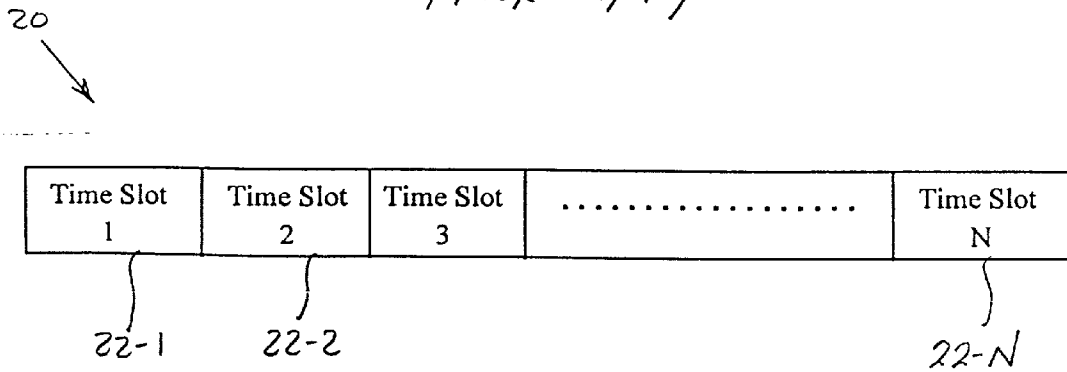 20
Time Slot 1
Time Slot 2
Time Slot 3
..................
Time Slot N
22-1
22-2
22-N